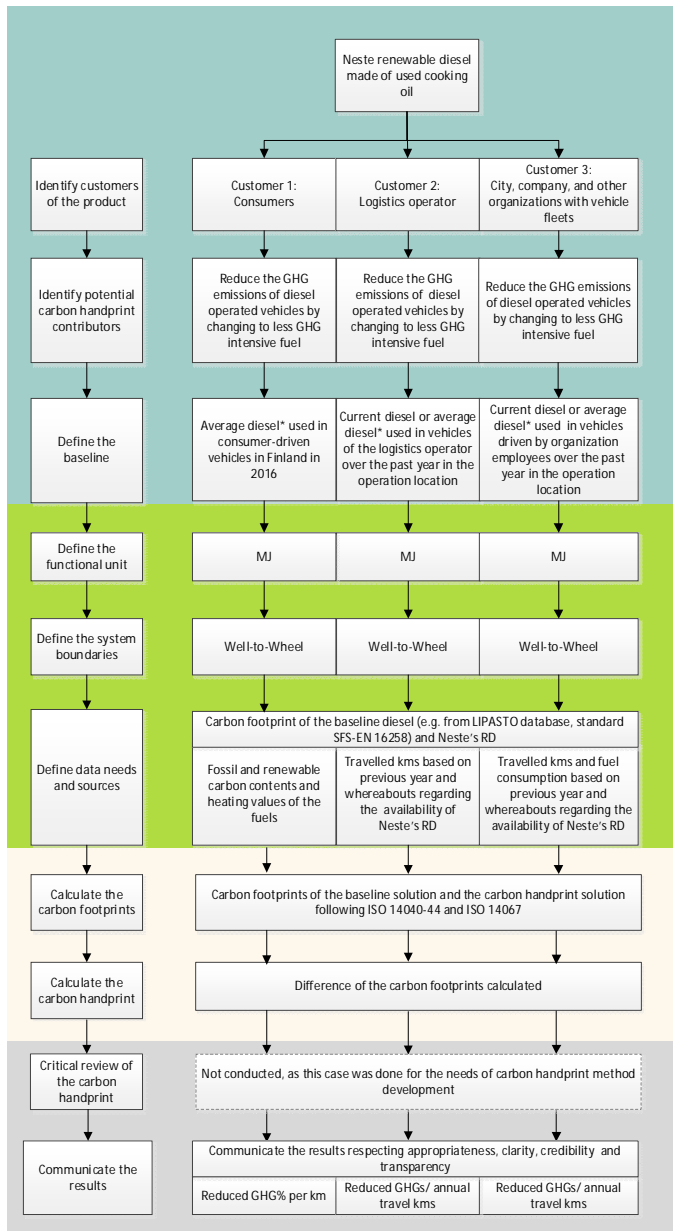 Neste renewable diesel
made of used cooking
oil
Identify customers
of the product
Customer 1:
Consumers
Customer 2:
Logistics operator
Customer 3:
City, company, and other
organizations with vehicle
fleets
Identify potential
carbon handprint
contributors
Reduce the GHG
emissions of diesel
operated vehicles by
changing to less GHG
intensive fuel
Reduce the GHG
emissions of diesel
operated vehicles by
changing to less GHG
intensive fuel
Reduce the GHG emissions
of diesel operated vehicles
by changing to less GHG
intensive fuel
Define the
baseline
Average diesel* used in
consumer-driven
vehicles in Finland in
2016
Current diesel or average
diesel* used in vehicles
of the logistics operator
over the past year in the
operation location
Current diesel or average
diesel* used in vehicles
driven by organization
employees over the past
year in the operation
location
Define the
functional unit
MJ
MJ
MJ
Define the system
boundaries
Well-to-Wheel
Well-to-Wheel
Well-to-Wheel
Define data needs
and sources
Carbon footprint of the baseline diesel (e.g. from LIPASTO database, standard
SFS-EN 16258) and Neste's RD
Fossil and renewable
carbon contents and
heating values of the
fuels
Travelled kms based on
previous year and
whereabouts regarding
the availability of
Neste's RD
Travelled kms and fuel
consumption based on
previous year and
whereabouts regarding the
availability of Neste's RD
Calculate the
carbon footprints
Carbon footprints of the baseline solution and the carbon handprint solution
following ISO 14040-44 and ISO 14067
Calculate the
carbon handprint
Difference of the carbon footprints calculated
Critical review of
the carbon
handprint
Not conducted, as this case was done for the needs of carbon handprint method
development
Communicate the
results
Communicate the results respecting appropriateness, clarity, credibility and
transparency
Reduced GHG% per km
Reduced GHGs/ annual
travel kms
Reduced GHGs/ annual
travel kms